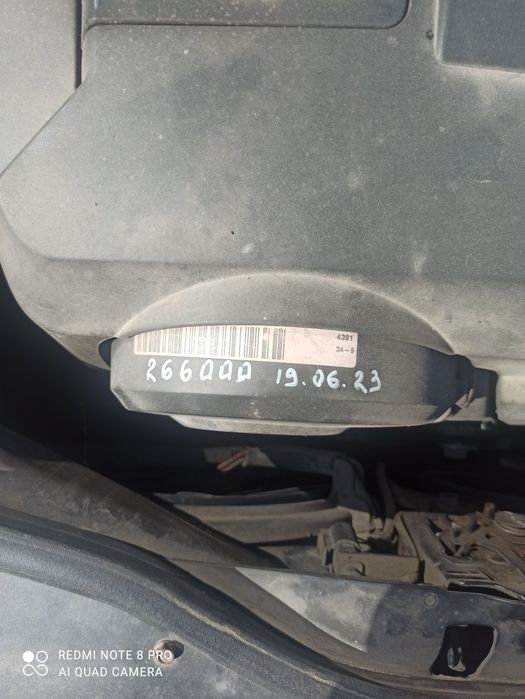 4391
34-9
266000 19.06.23
REDMI NOTE 8 PRO
AI QUAD CAMERA